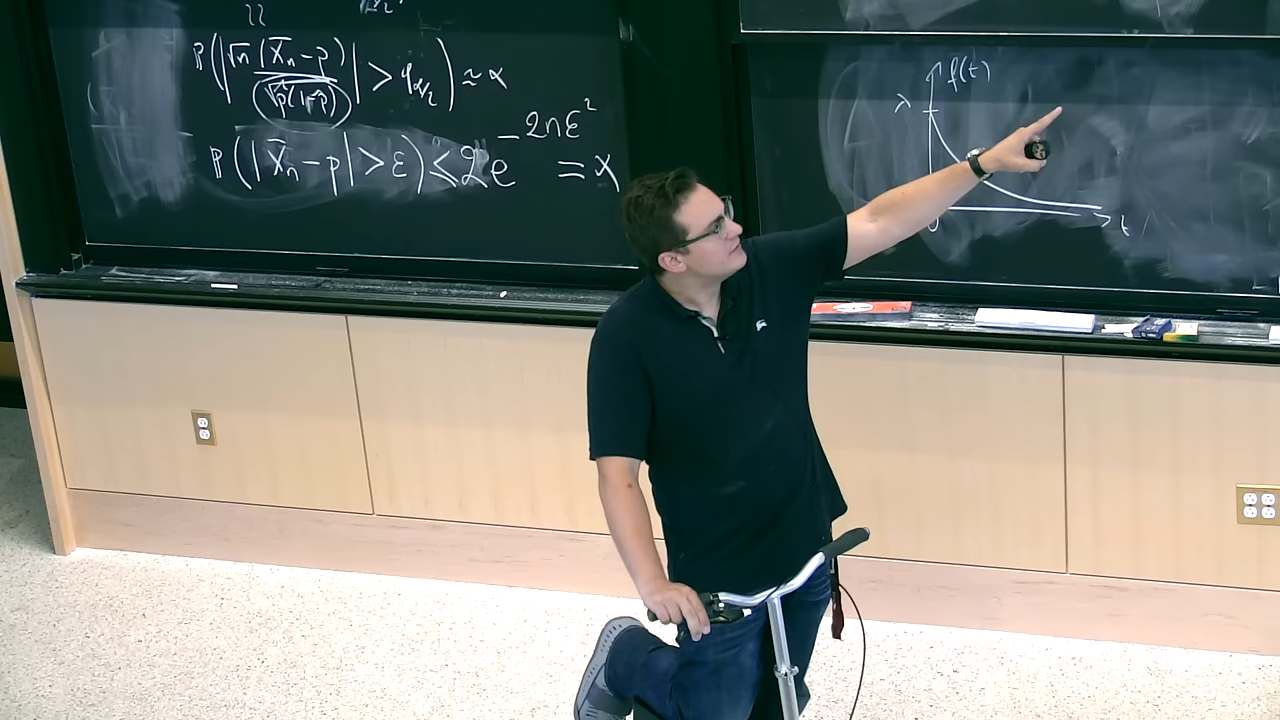 P(|√n (X̄n-p)/√(p̂(1-p̂))| > q_{α/2}) ≈ α
P(|X̄n-p|>ε) ≤ 2e^{-2nε²} = α
f(t)
λ
0
t